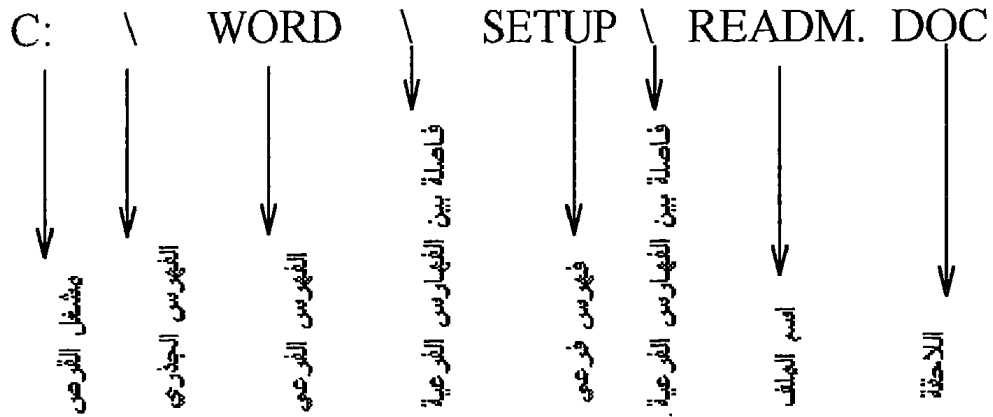 C: \ WORD \ SETUP \ READM. DOC
مشغل القرص
الفهرس الجذري
الفهرس الفرعي
فاصلة بين الفهارس الفرعية
فهرس فرعي
فاصلة بين الفهارس الفرعية.
اسم الملف
اللاحقة